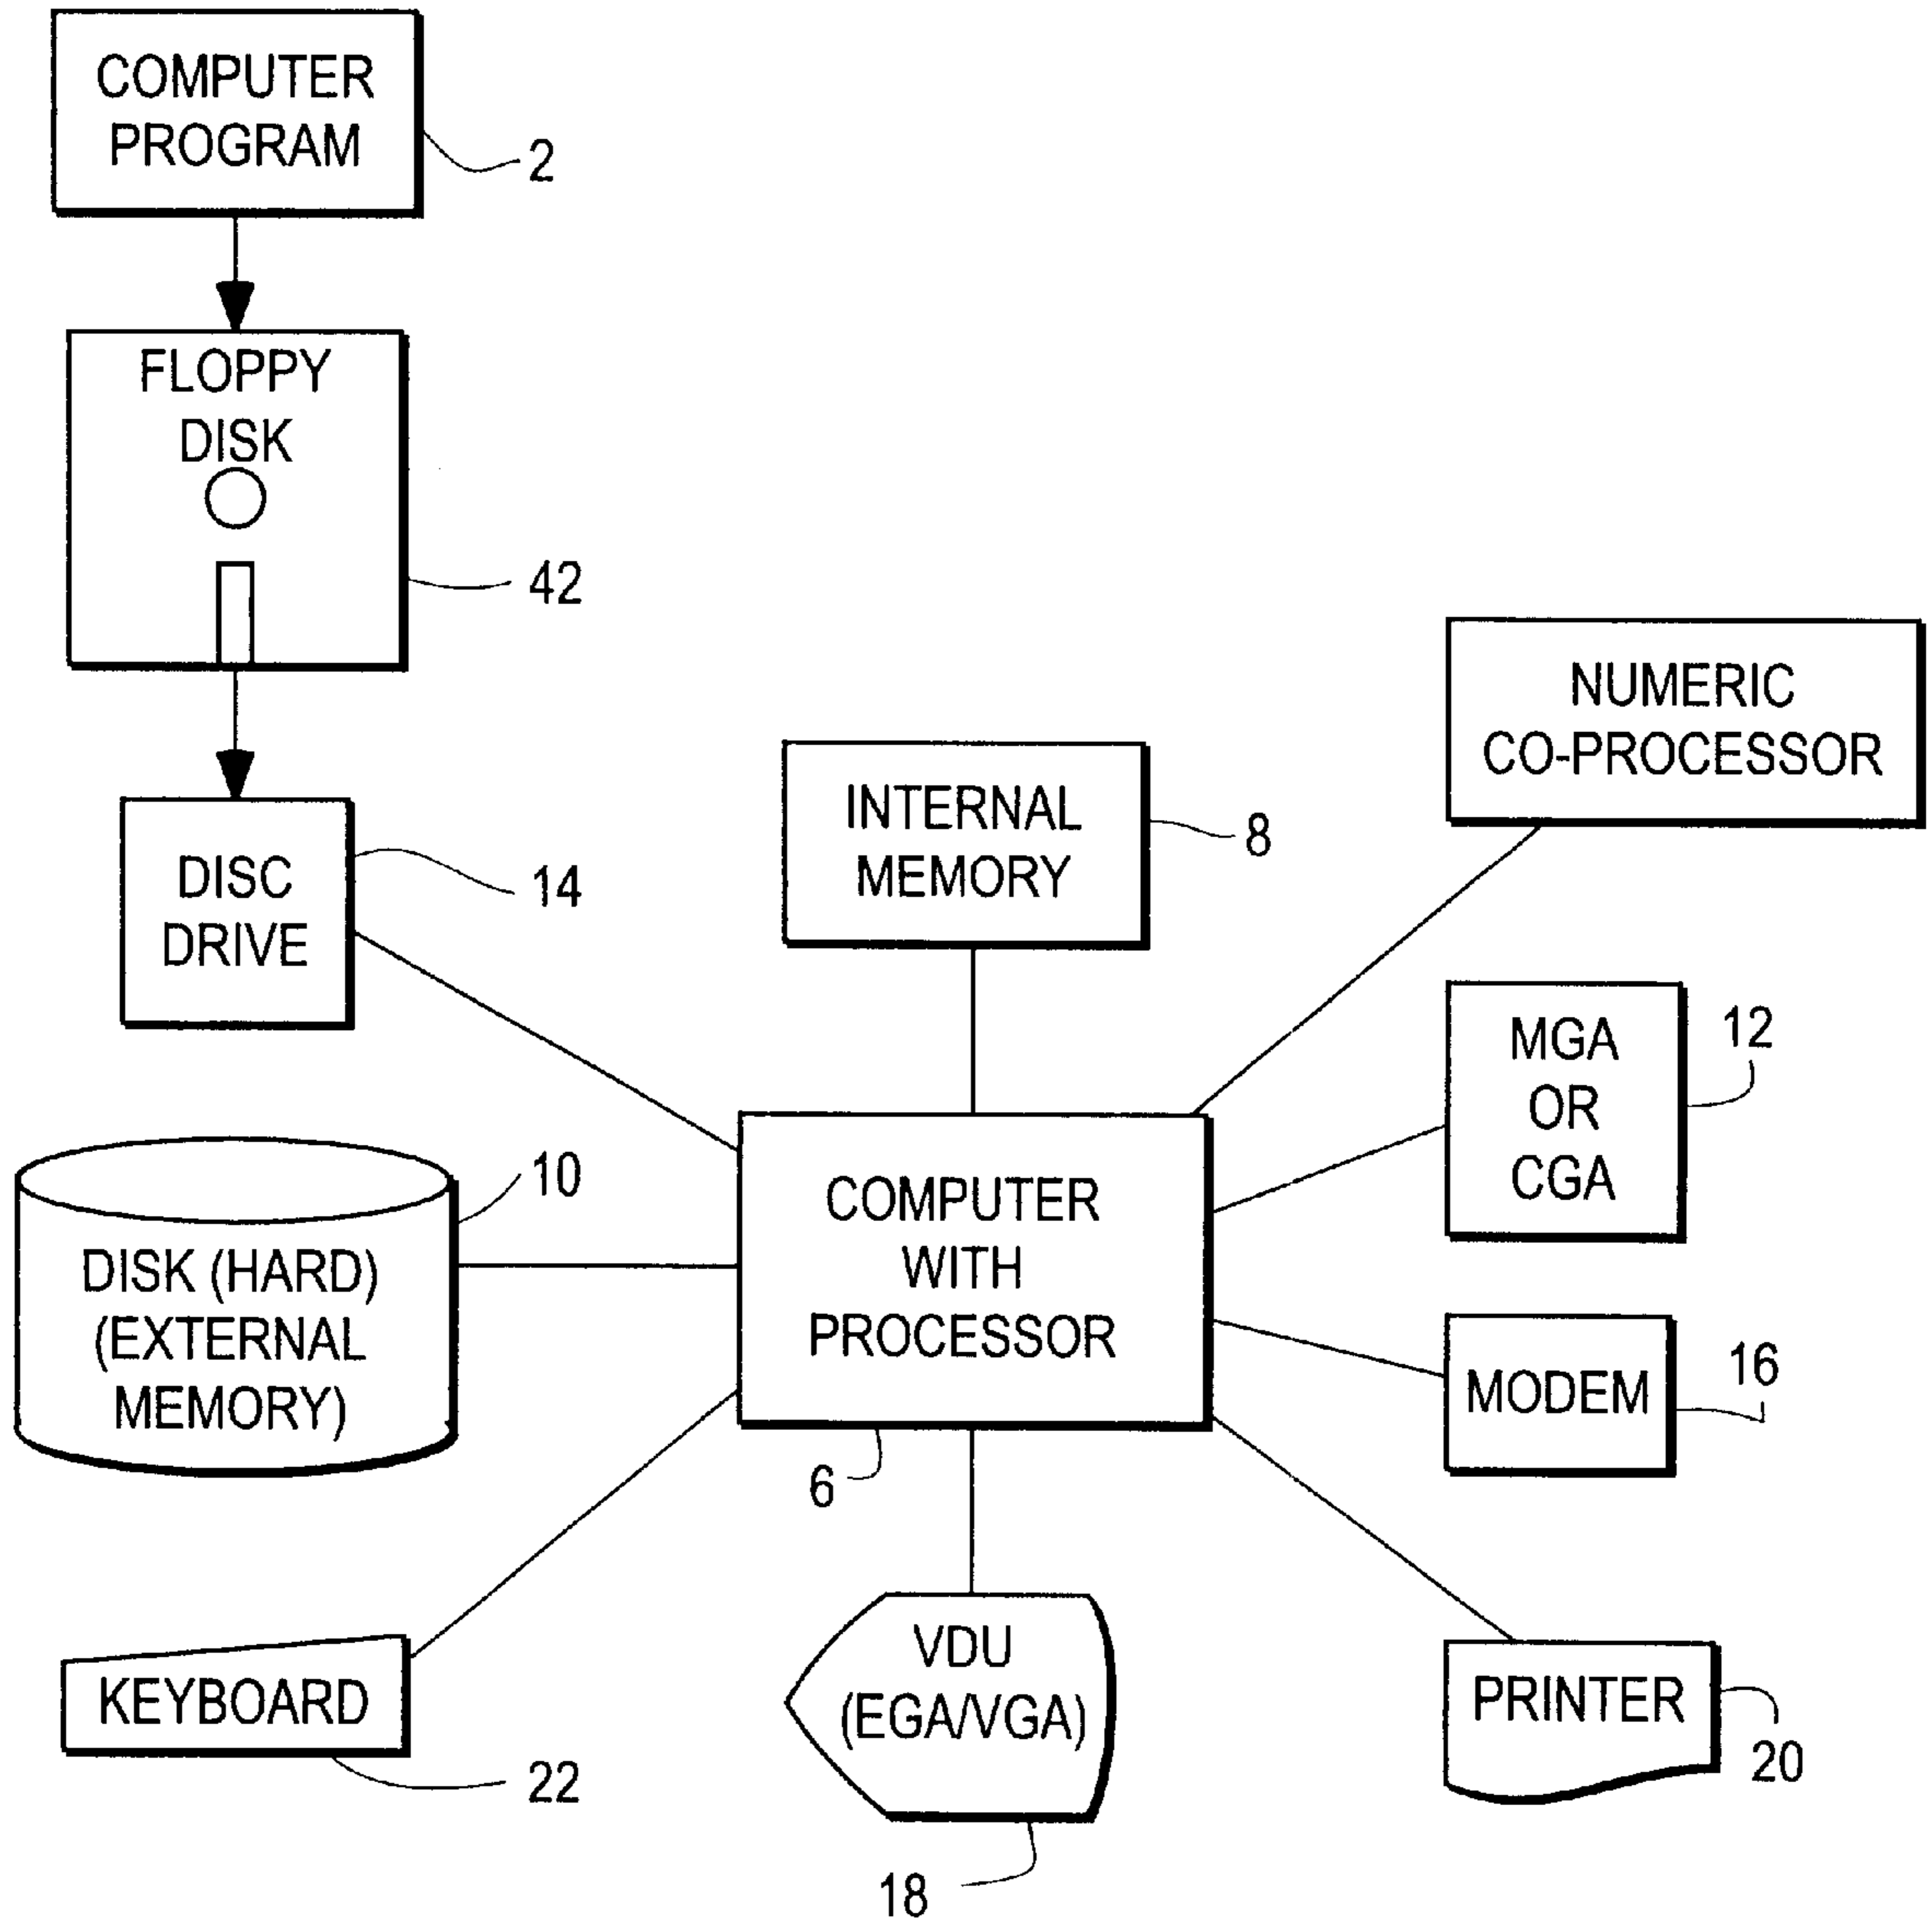 COMPUTER
PROGRAM
2
FLOPPY
DISK
42
DISC
DRIVE
14
INTERNAL
MEMORY
8
NUMERIC
CO-PROCESSOR
MGA
OR
CGA
12
DISK (HARD)
(EXTERNAL
MEMORY)
10
COMPUTER
WITH
PROCESSOR
6
MODEM
16
KEYBOARD
22
VDU
(EGA/VGA)
18
PRINTER
20